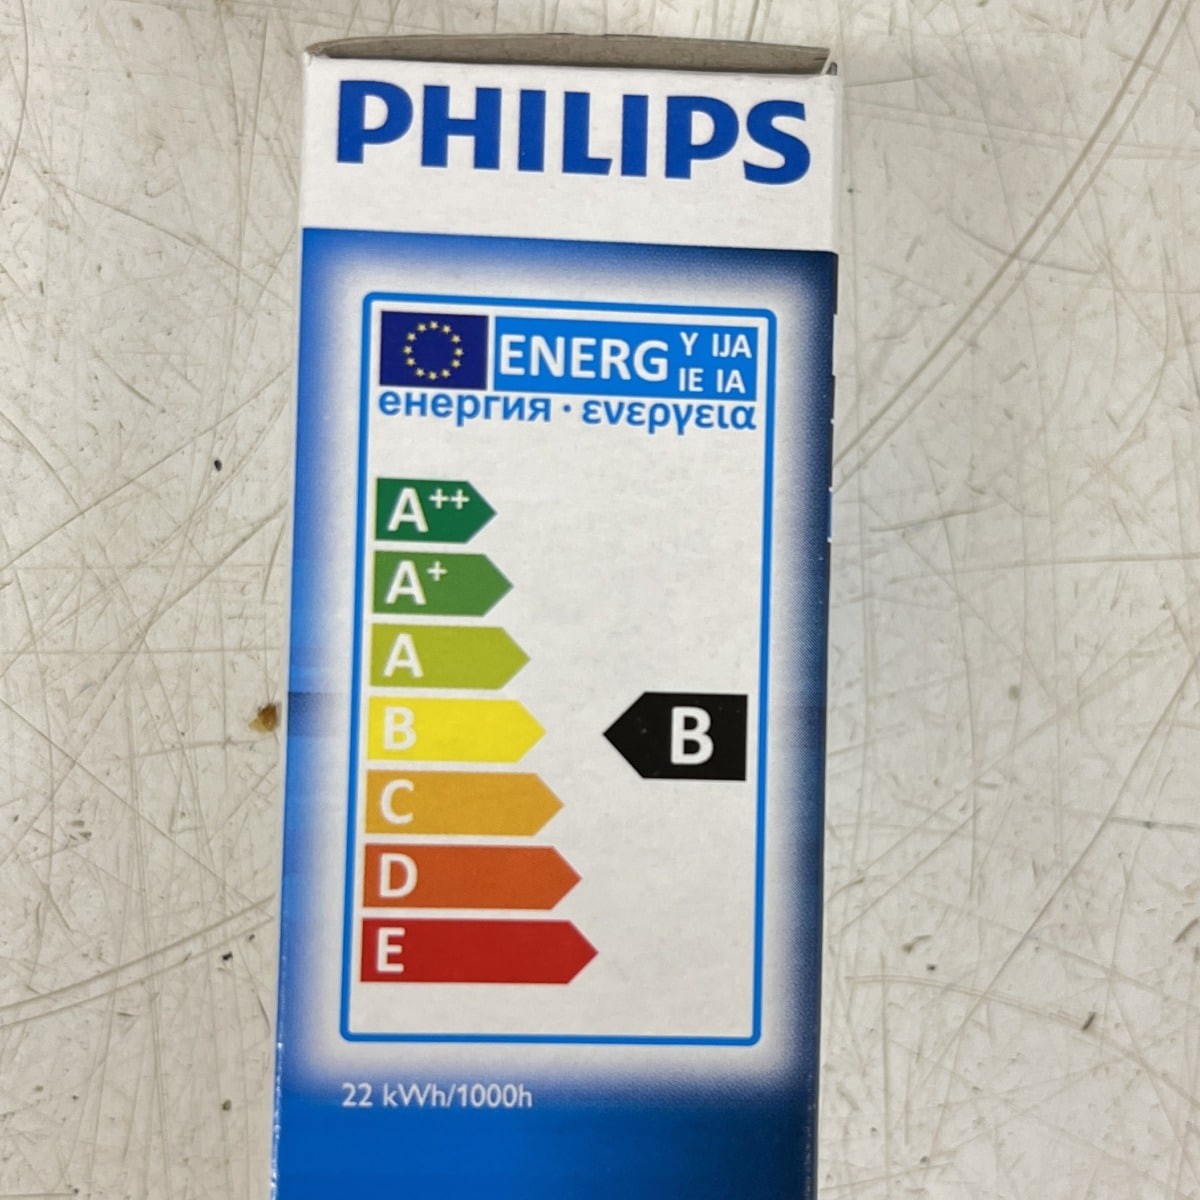 PHILIPS
ENERG Y IJA
IE IA
енергия · ενεργεια
A++
A+
A
B
B
C
D
E
22 kWh/1000h